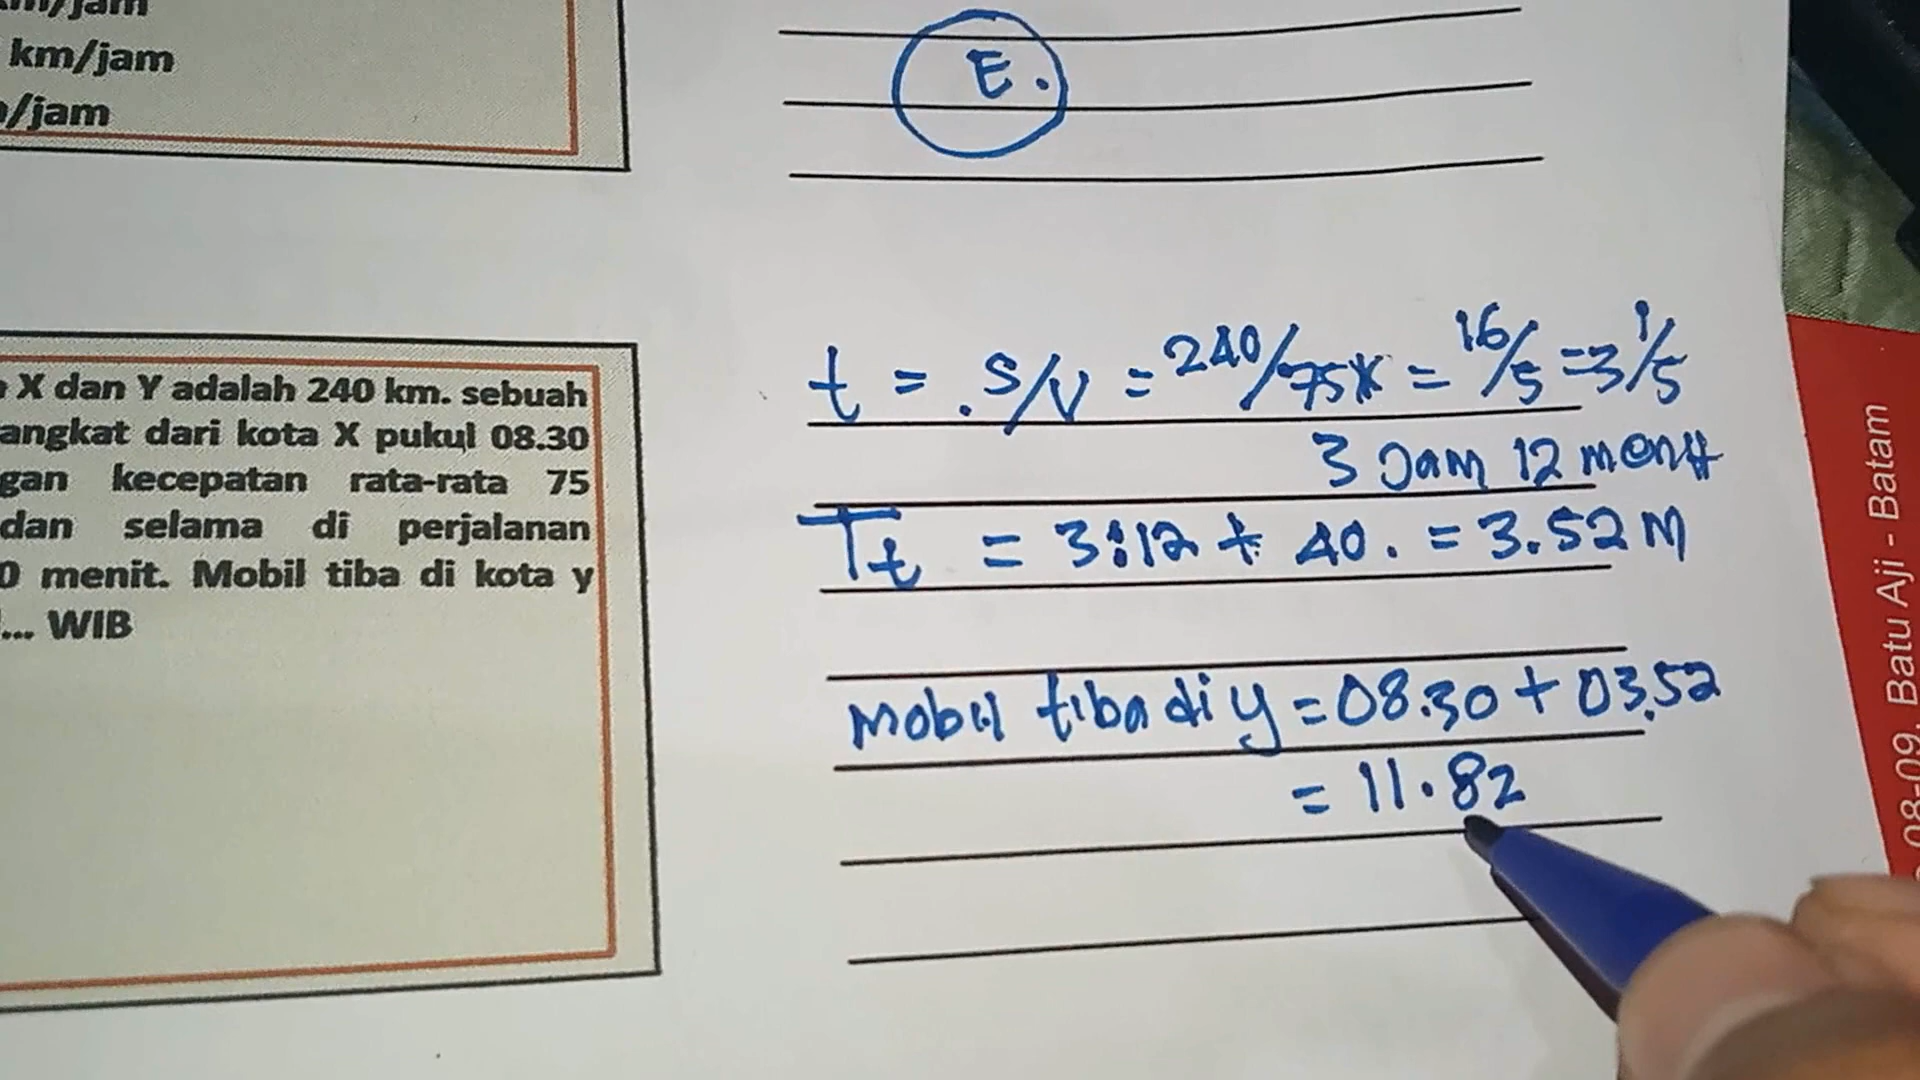 km/jam
km/jam
/jam
E.
X dan Y adalah 240 km. sebuah
angkat dari kota X pukul 08.30
gan kecepatan rata-rata 75
dan selama di perjalanan
0 menit. Mobil tiba di kota y
... WIB
t = s/v = 240/75 = 16/5 = 3 1/5
3 Jam 12 menit
Tt = 3:12 + 40. = 3.52 M
mobil tiba di y = 08.30 + 03.52
= 11.82
08-09, Batu Aji - Batam